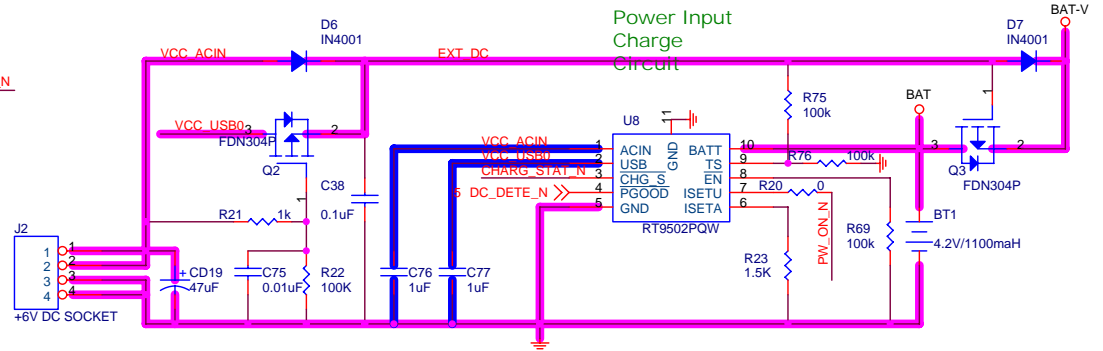 Power Input
Charge
Circuit
BAT-V
D6
IN4001
D7
IN4001
VCC_ACIN
EXT_DC
_N
1
R75
100k
BAT
VCC_USB0
3
2
FDN304P
Q2
1
U8
11
GND
VCC_ACIN
1
ACIN
BATT
10
VCC_USB0
2
USB
TS
9
R76
100k
CHARG_STAT_N
3
CHG_S
EN
8
5 DC_DETE_N
4
PGOOD
ISETU
7
R20
0
5
GND
ISETA
6
RT9502PQW
3
2
Q3
FDN304P
C38
0.1uF
R21
1k
PW_ON_N
R69
100k
BT1
4.2V/1100maH
J2
1
1
2
2
3
3
4
4
+6V DC SOCKET
+
CD19
47uF
C75
0.01uF
R22
100K
C76
1uF
C77
1uF
R23
1.5K